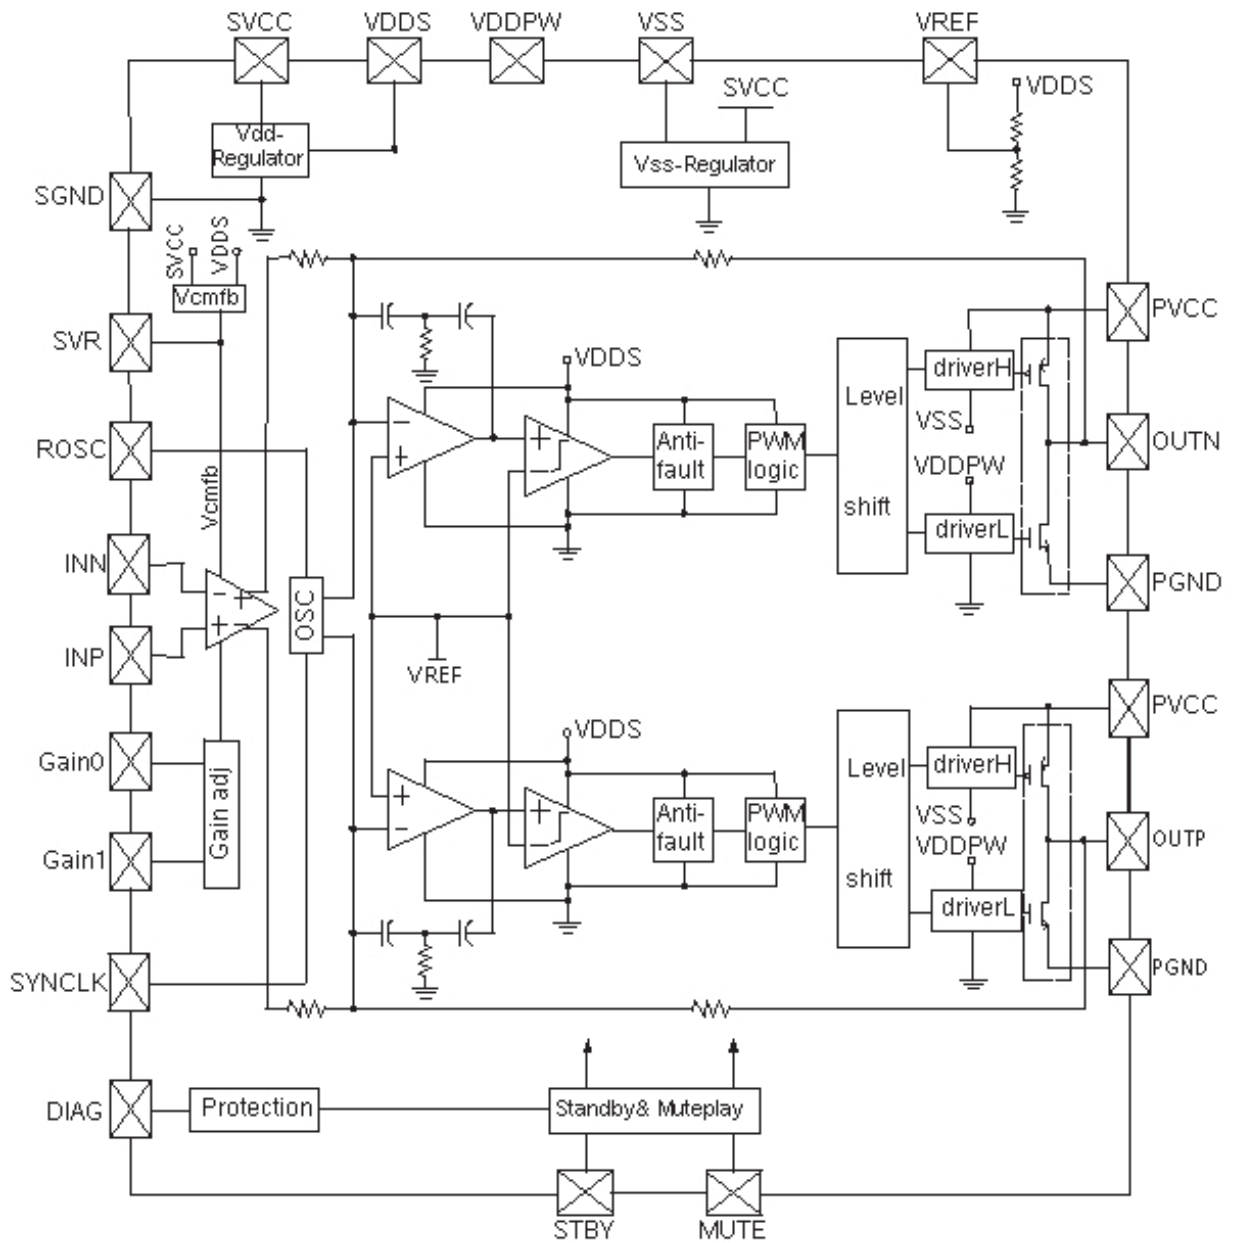 SVCC VDDS VDDPW VSS VREF
SVCC
VDDS
Vdd-
Regulator
Vss-Regulator
SGND
SVCC
VDDS
Vcmfb
SVR
PVCC
VDDS
driverH
Level
VSS
ROSC
Anti-
fault
PWM
logic
OUTN
VDDPW
Vcmfb
shift
driverL
INN
PGND
OSC
INP
VREF
PVCC
VDDS
Gain0
Gain adj
Level
driverH
Anti-
fault
PWM
logic
VSS
VDDPW
OUTP
Gain1
shift
driverL
SYNCLK
PGND
DIAG
Protection
Standby& Muteplay
STBY
MUTE